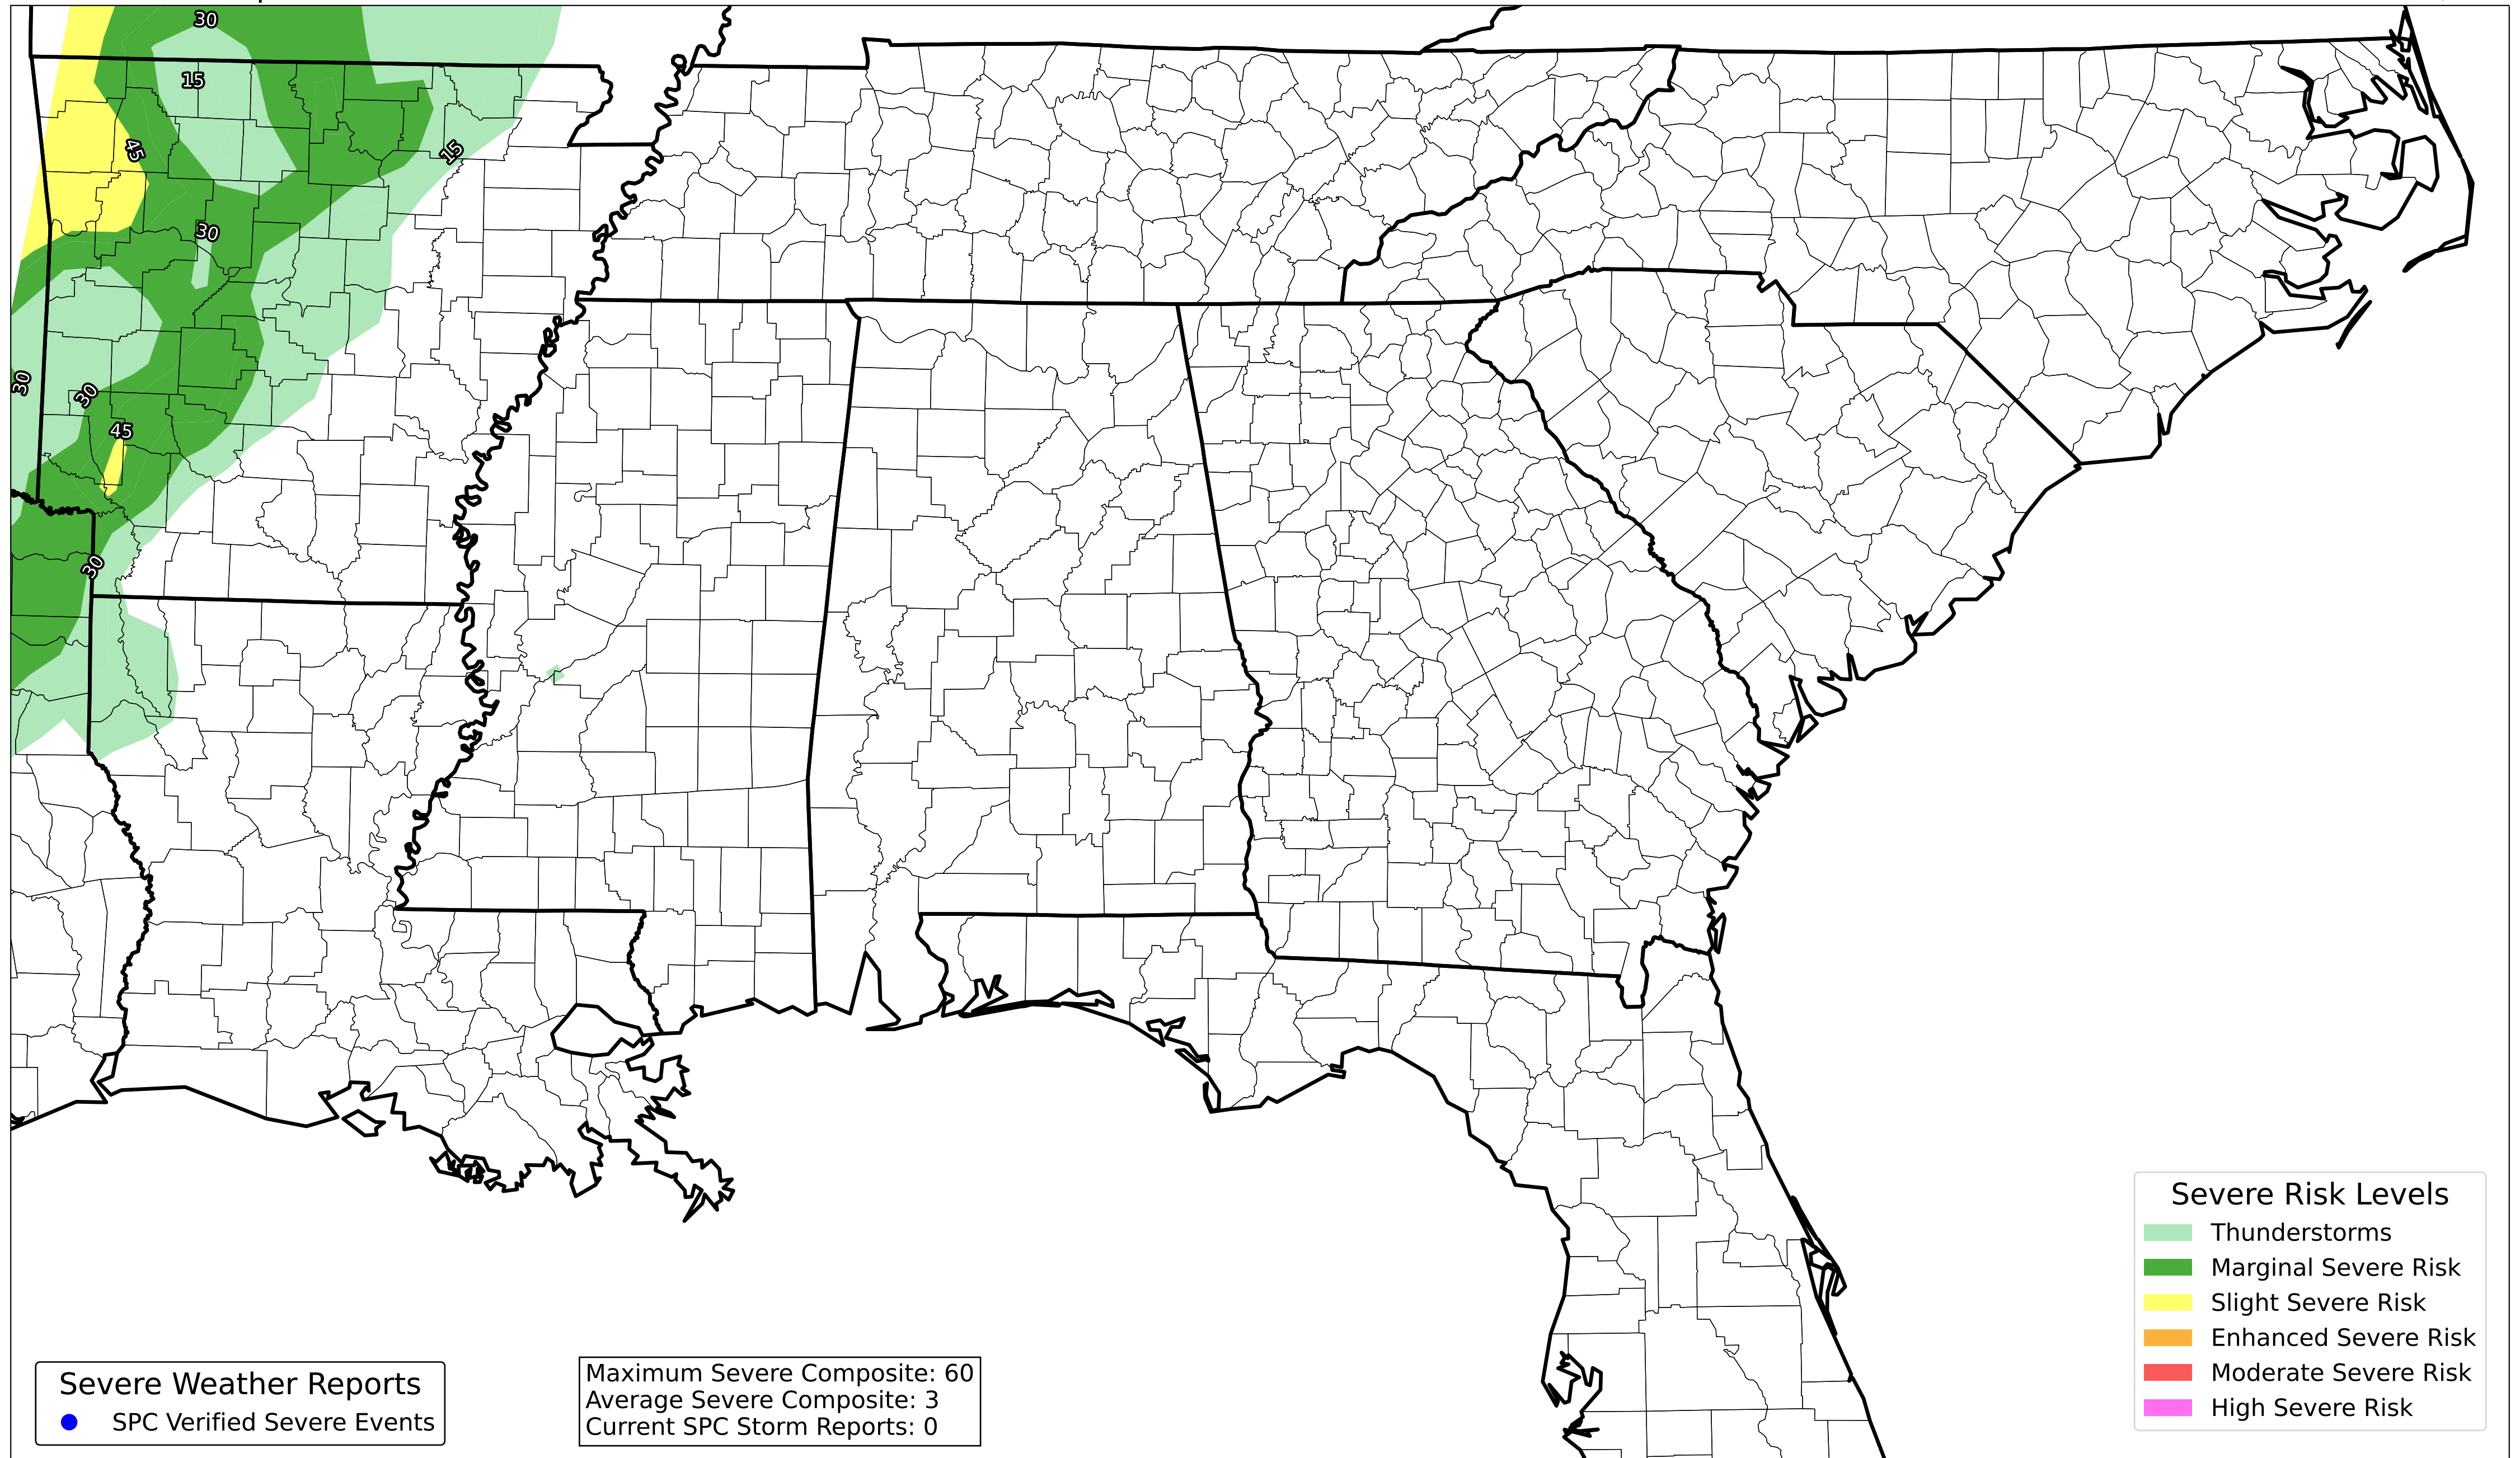 30
15
45
15
30
30
30
45
30
Severe Risk Levels
Thunderstorms
Marginal Severe Risk
Slight Severe Risk
Enhanced Severe Risk
Moderate Severe Risk
High Severe Risk
Severe Weather Reports
SPC Verified Severe Events
Maximum Severe Composite: 60
Average Severe Composite: 3
Current SPC Storm Reports: 0